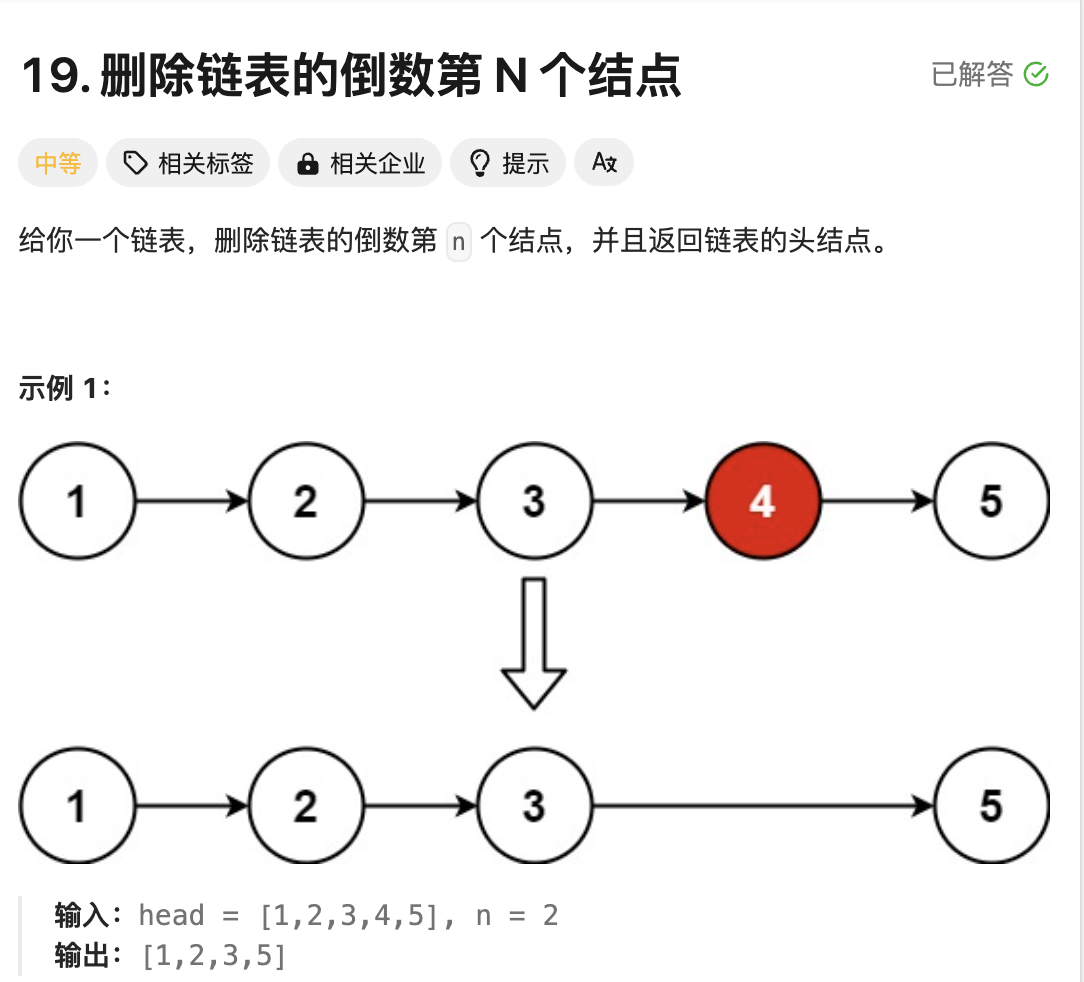 19. 删除链表的倒数第 N 个结点
已解答
中等 相关标签 相关企业 提示 A文
给你一个链表，删除链表的倒数第 n 个结点，并且返回链表的头结点。
示例 1：
1 2 3 4 5
1 2 3 5
输入：head = [1,2,3,4,5], n = 2
输出：[1,2,3,5]